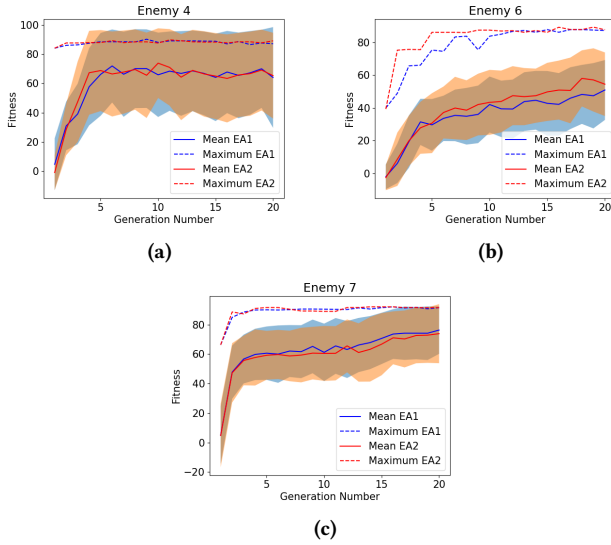 Enemy 4
100
80
60
40
20
0
Fitness
5
10
15
20
Generation Number
Mean EA1
Maximum EA1
Mean EA2
Maximum EA2
(a)
Enemy 6
80
60
40
20
0
Fitness
5
10
15
20
Generation Number
Mean EA1
Maximum EA1
Mean EA2
Maximum EA2
(b)
Enemy 7
80
60
40
20
0
−20
Fitness
5
10
15
20
Generation Number
Mean EA1
Maximum EA1
Mean EA2
Maximum EA2
(c)